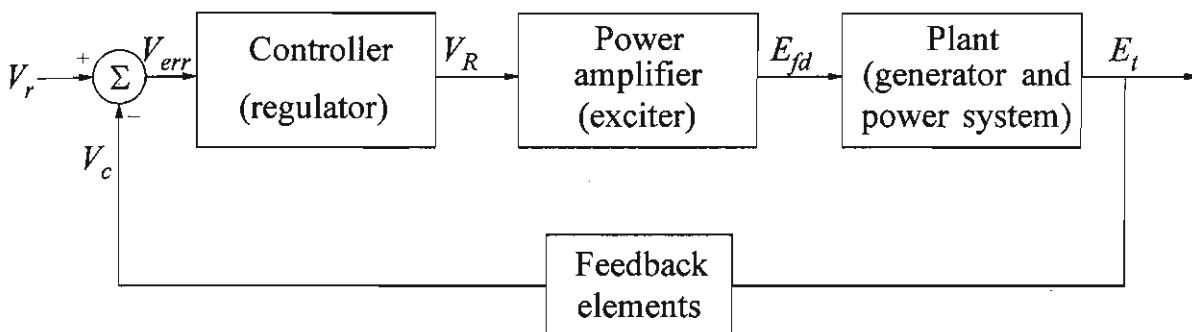 V_r
+
Σ
−
V_err
Controller
(regulator)
V_R
Power
amplifier
(exciter)
E_fd
Plant
(generator and
power system)
E_t
V_c
Feedback
elements